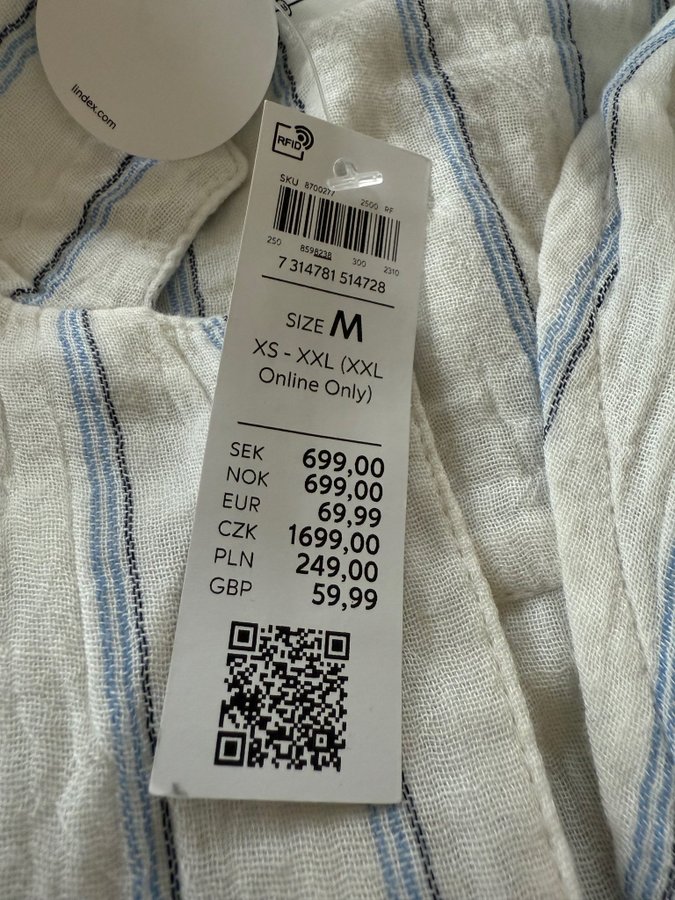 lindex.com
RFID
SKU 8700277 2500 RF
250 8598238 300 2310
7 314781 514728
SIZE M
XS - XXL (XXL
Online Only)
SEK 699,00
NOK 699,00
EUR 69,99
CZK 1699,00
PLN 249,00
GBP 59,99